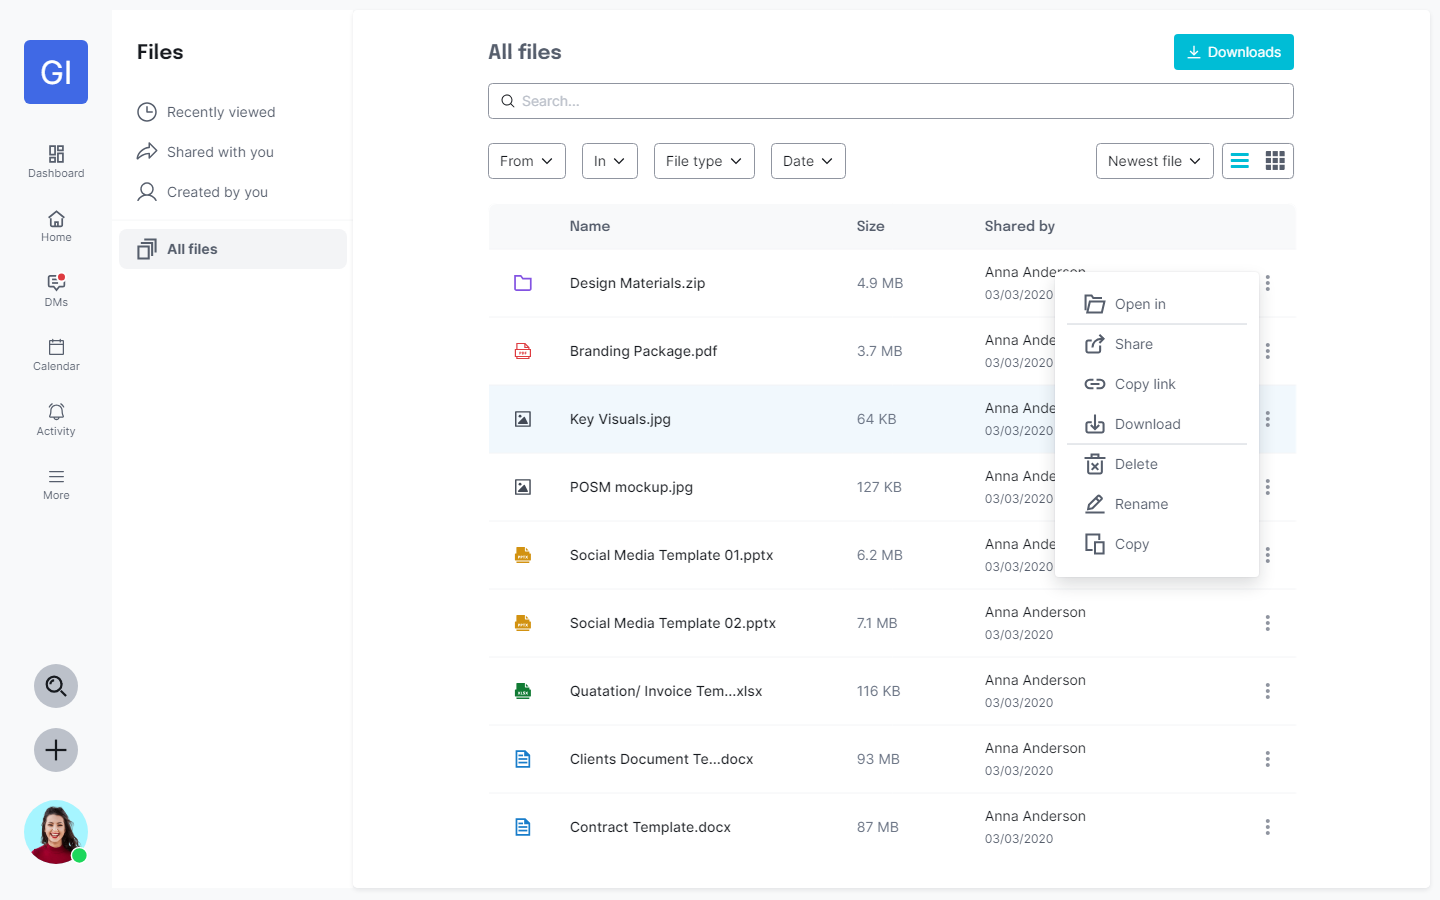 GI
Dashboard
Home
DMs
Calendar
Activity
More
Files
Recently viewed
Shared with you
Created by you
All files
All files
Downloads
Search...
From
In
File type
Date
Newest file
Name Size Shared by
Design Materials.zip 4.9 MB Anna Anderson
03/03/2020
Branding Package.pdf 3.7 MB Anna Ande
03/03/2020
Key Visuals.jpg 64 KB Anna Ande
03/03/2020
POSM mockup.jpg 127 KB Anna Ande
03/03/2020
Social Media Template 01.pptx 6.2 MB Anna Ande
03/03/2020
Social Media Template 02.pptx 7.1 MB Anna Anderson
03/03/2020
Quatation/ Invoice Tem...xlsx 116 KB Anna Anderson
03/03/2020
Clients Document Te...docx 93 MB Anna Anderson
03/03/2020
Contract Template.docx 87 MB Anna Anderson
03/03/2020
Open in
Share
Copy link
Download
Delete
Rename
Copy
PDF
PPTX
PPTX
XLSX